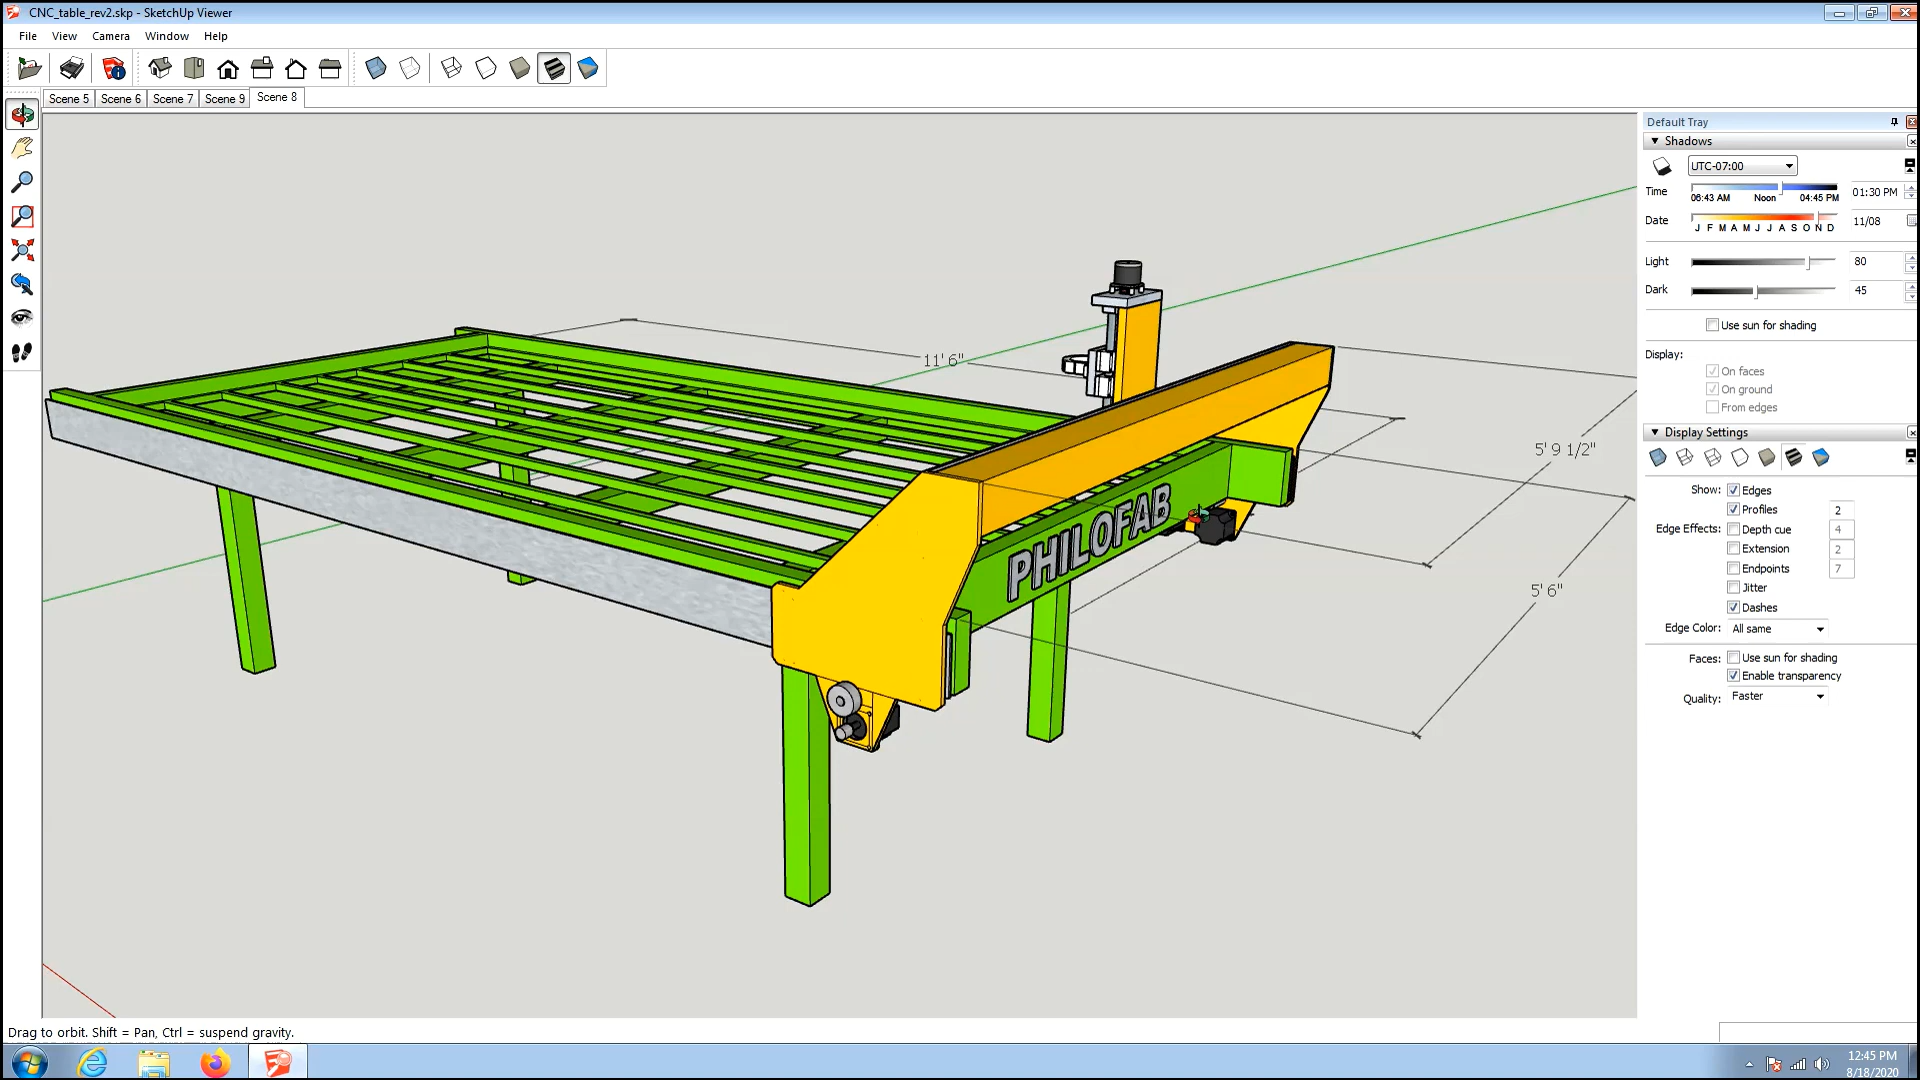 CNC_table_rev2.skp - SketchUp Viewer
File View Camera Window Help
Scene 5 Scene 6 Scene 7 Scene 9 Scene 8
Default Tray
Shadows
UTC-07:00
Time 01:30 PM
06:43 AM Noon 04:45 PM
Date 11/08
J F M A M J J A S O N D
Light 80
Dark 45
Use sun for shading
Display:
On faces
On ground
From edges
Display Settings
Show: Edges
Profiles 2
Edge Effects: Depth cue 4
Extension 2
Endpoints 7
Jitter
Dashes
Edge Color: All same
Faces: Use sun for shading
Enable transparency
Quality: Faster
11' 6"
5' 9 1/2"
5' 6"
PHILOFAB
Drag to orbit. Shift = Pan, Ctrl = suspend gravity.
12:45 PM
8/18/2020